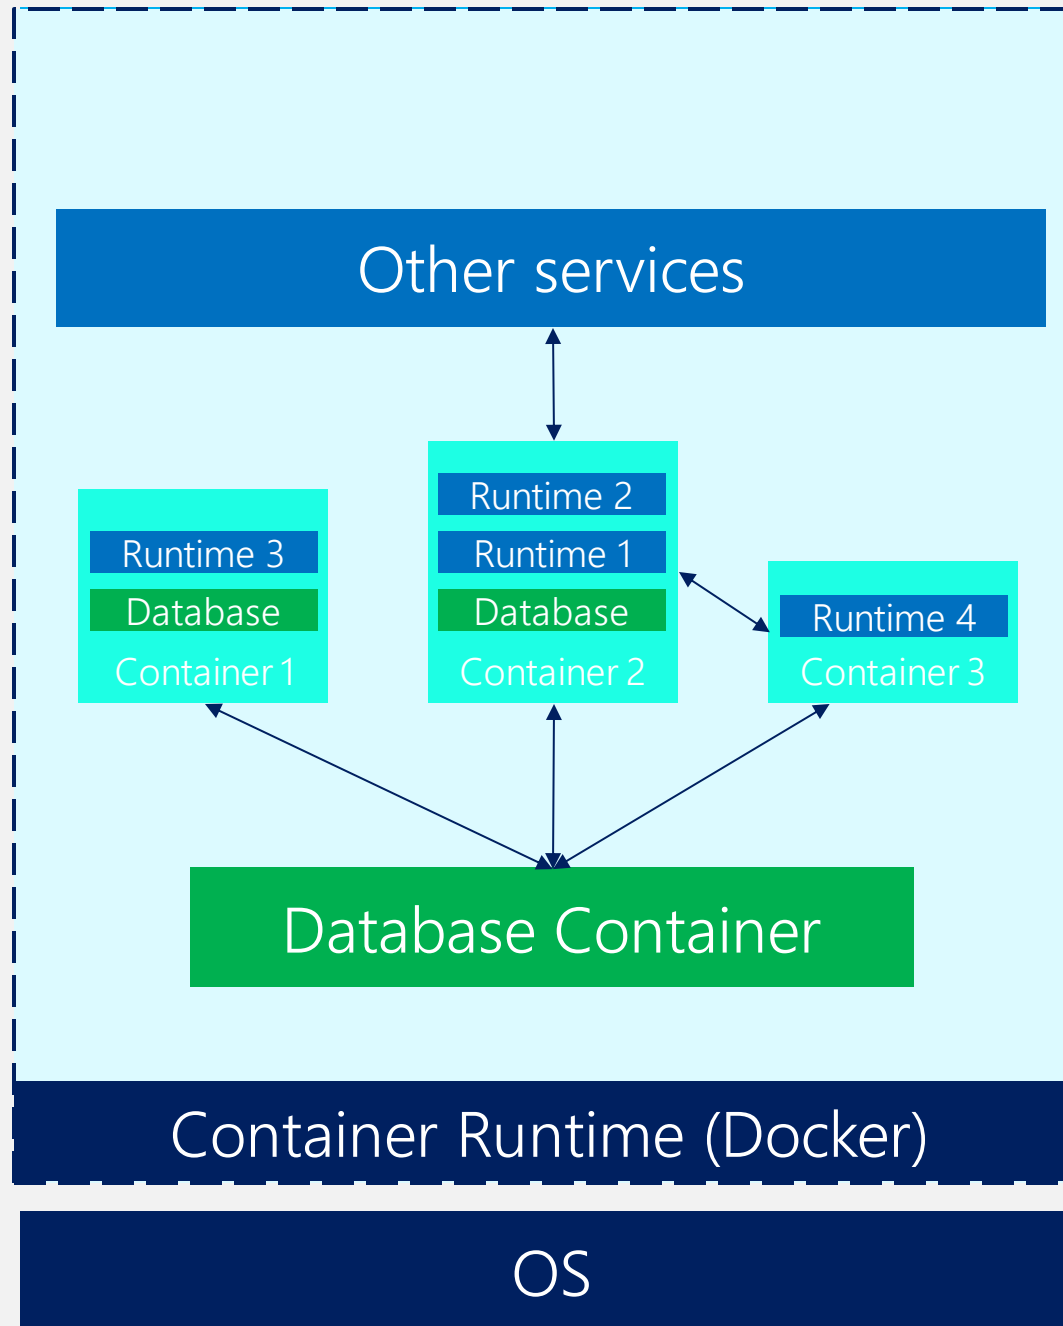 Other services
Runtime 2
Runtime 3
Runtime 1
Database
Database
Runtime 4
Container 1
Container 2
Container 3
Database Container
Container Runtime (Docker)
OS